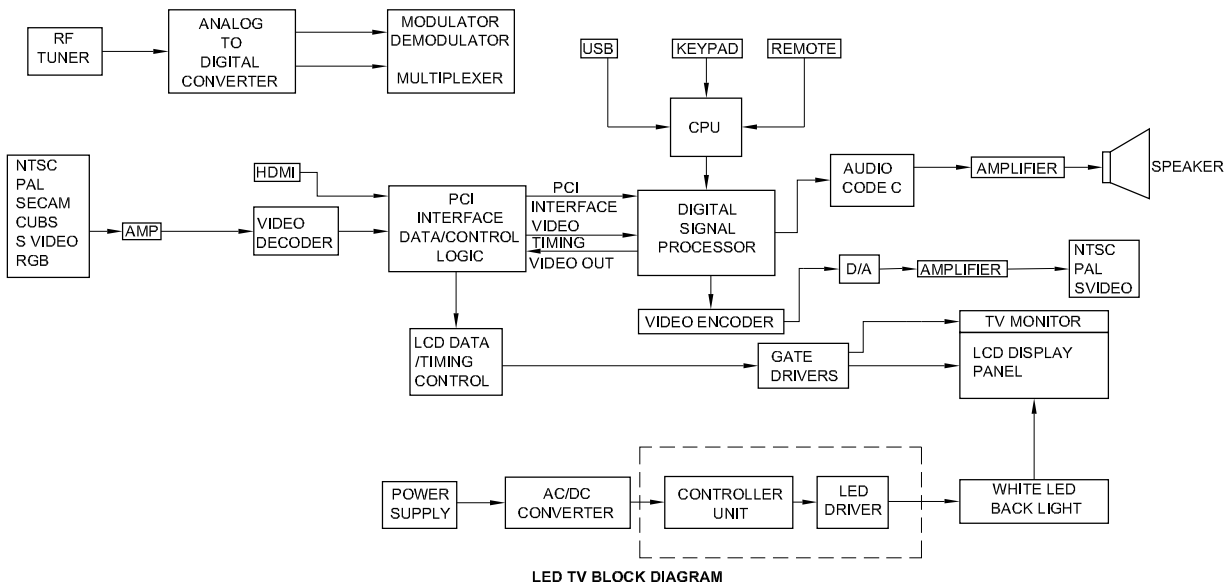 RF
TUNER
ANALOG
TO
DIGITAL
CONVERTER
MODULATOR
DEMODULATOR
MULTIPLEXER
USB
KEYPAD
REMOTE
CPU
NTSC
PAL
SECAM
CUBS
S VIDEO
RGB
AMP
HDMI
VIDEO
DECODER
PCI
INTERFACE
DATA/CONTROL
LOGIC
PCI
INTERFACE
VIDEO
TIMING
VIDEO OUT
DIGITAL
SIGNAL
PROCESSOR
AUDIO
CODE C
AMPLIFIER
SPEAKER
VIDEO ENCODER
D/A
AMPLIFIER
NTSC
PAL
SVIDEO
LCD DATA
/TIMING
CONTROL
GATE
DRIVERS
TV MONITOR
LCD DISPLAY
PANEL
POWER
SUPPLY
AC/DC
CONVERTER
CONTROLLER
UNIT
LED
DRIVER
WHITE LED
BACK LIGHT
LED TV BLOCK DIAGRAM